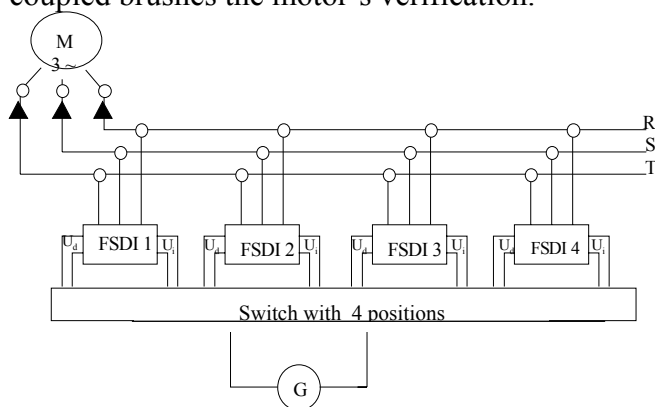 coupled brushes the motor's verification.
M
3 ~
R
S
T
U_d FSDI 1 U_i U_d FSDI 2 U_i U_d FSDI 3 U_i U_d FSDI 4 U_i
Switch with 4 positions
G